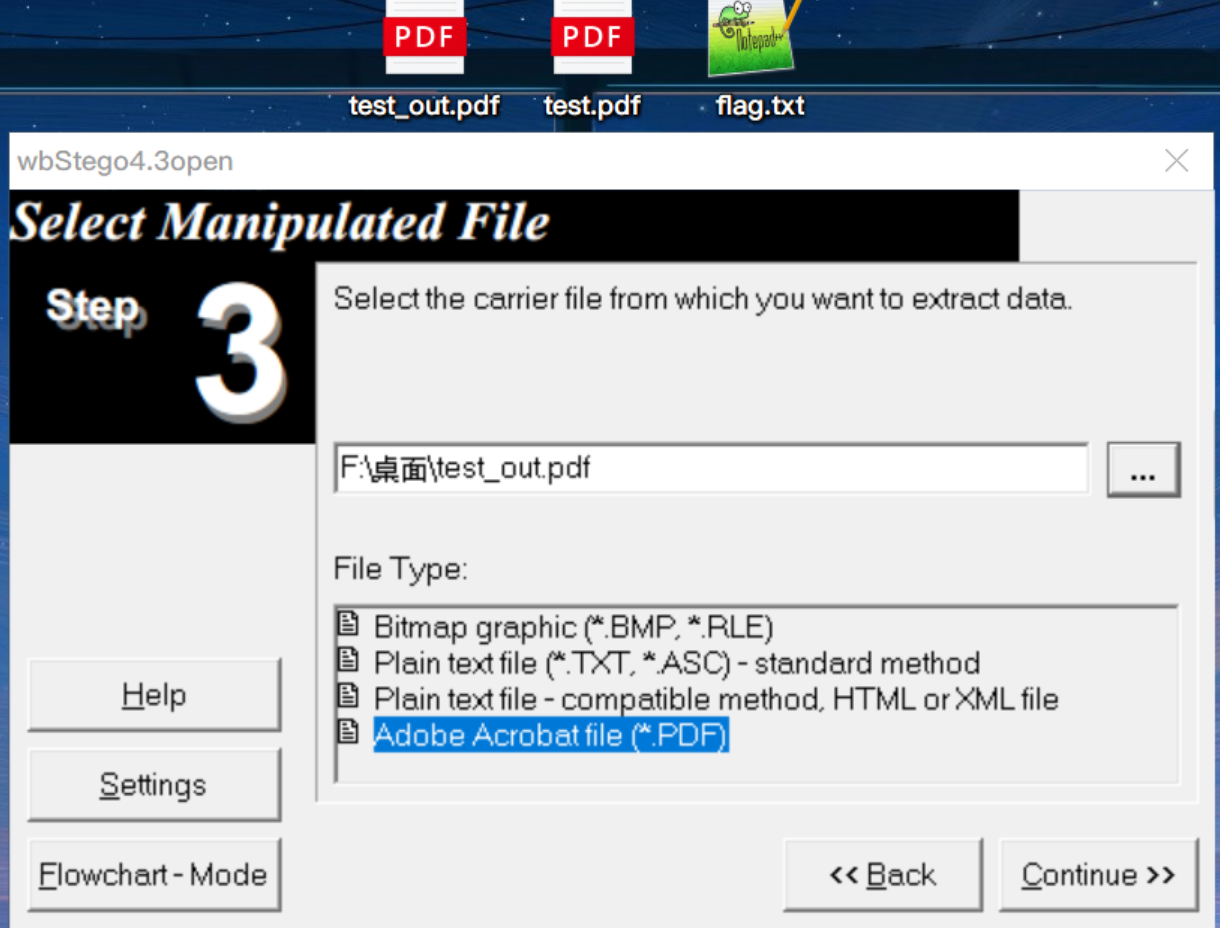 PDF PDF Notepad++
test_out.pdf test.pdf flag.txt
wbStego4.3open
Select Manipulated File
Step 3
Select the carrier file from which you want to extract data.
F:\桌面\test_out.pdf
...
File Type:
Bitmap graphic (*.BMP, *.RLE)
Plain text file (*.TXT, *.ASC) - standard method
Plain text file - compatible method, HTML or XML file
Adobe Acrobat file (*.PDF)
Help
Settings
Flowchart - Mode
<< Back
Continue >>